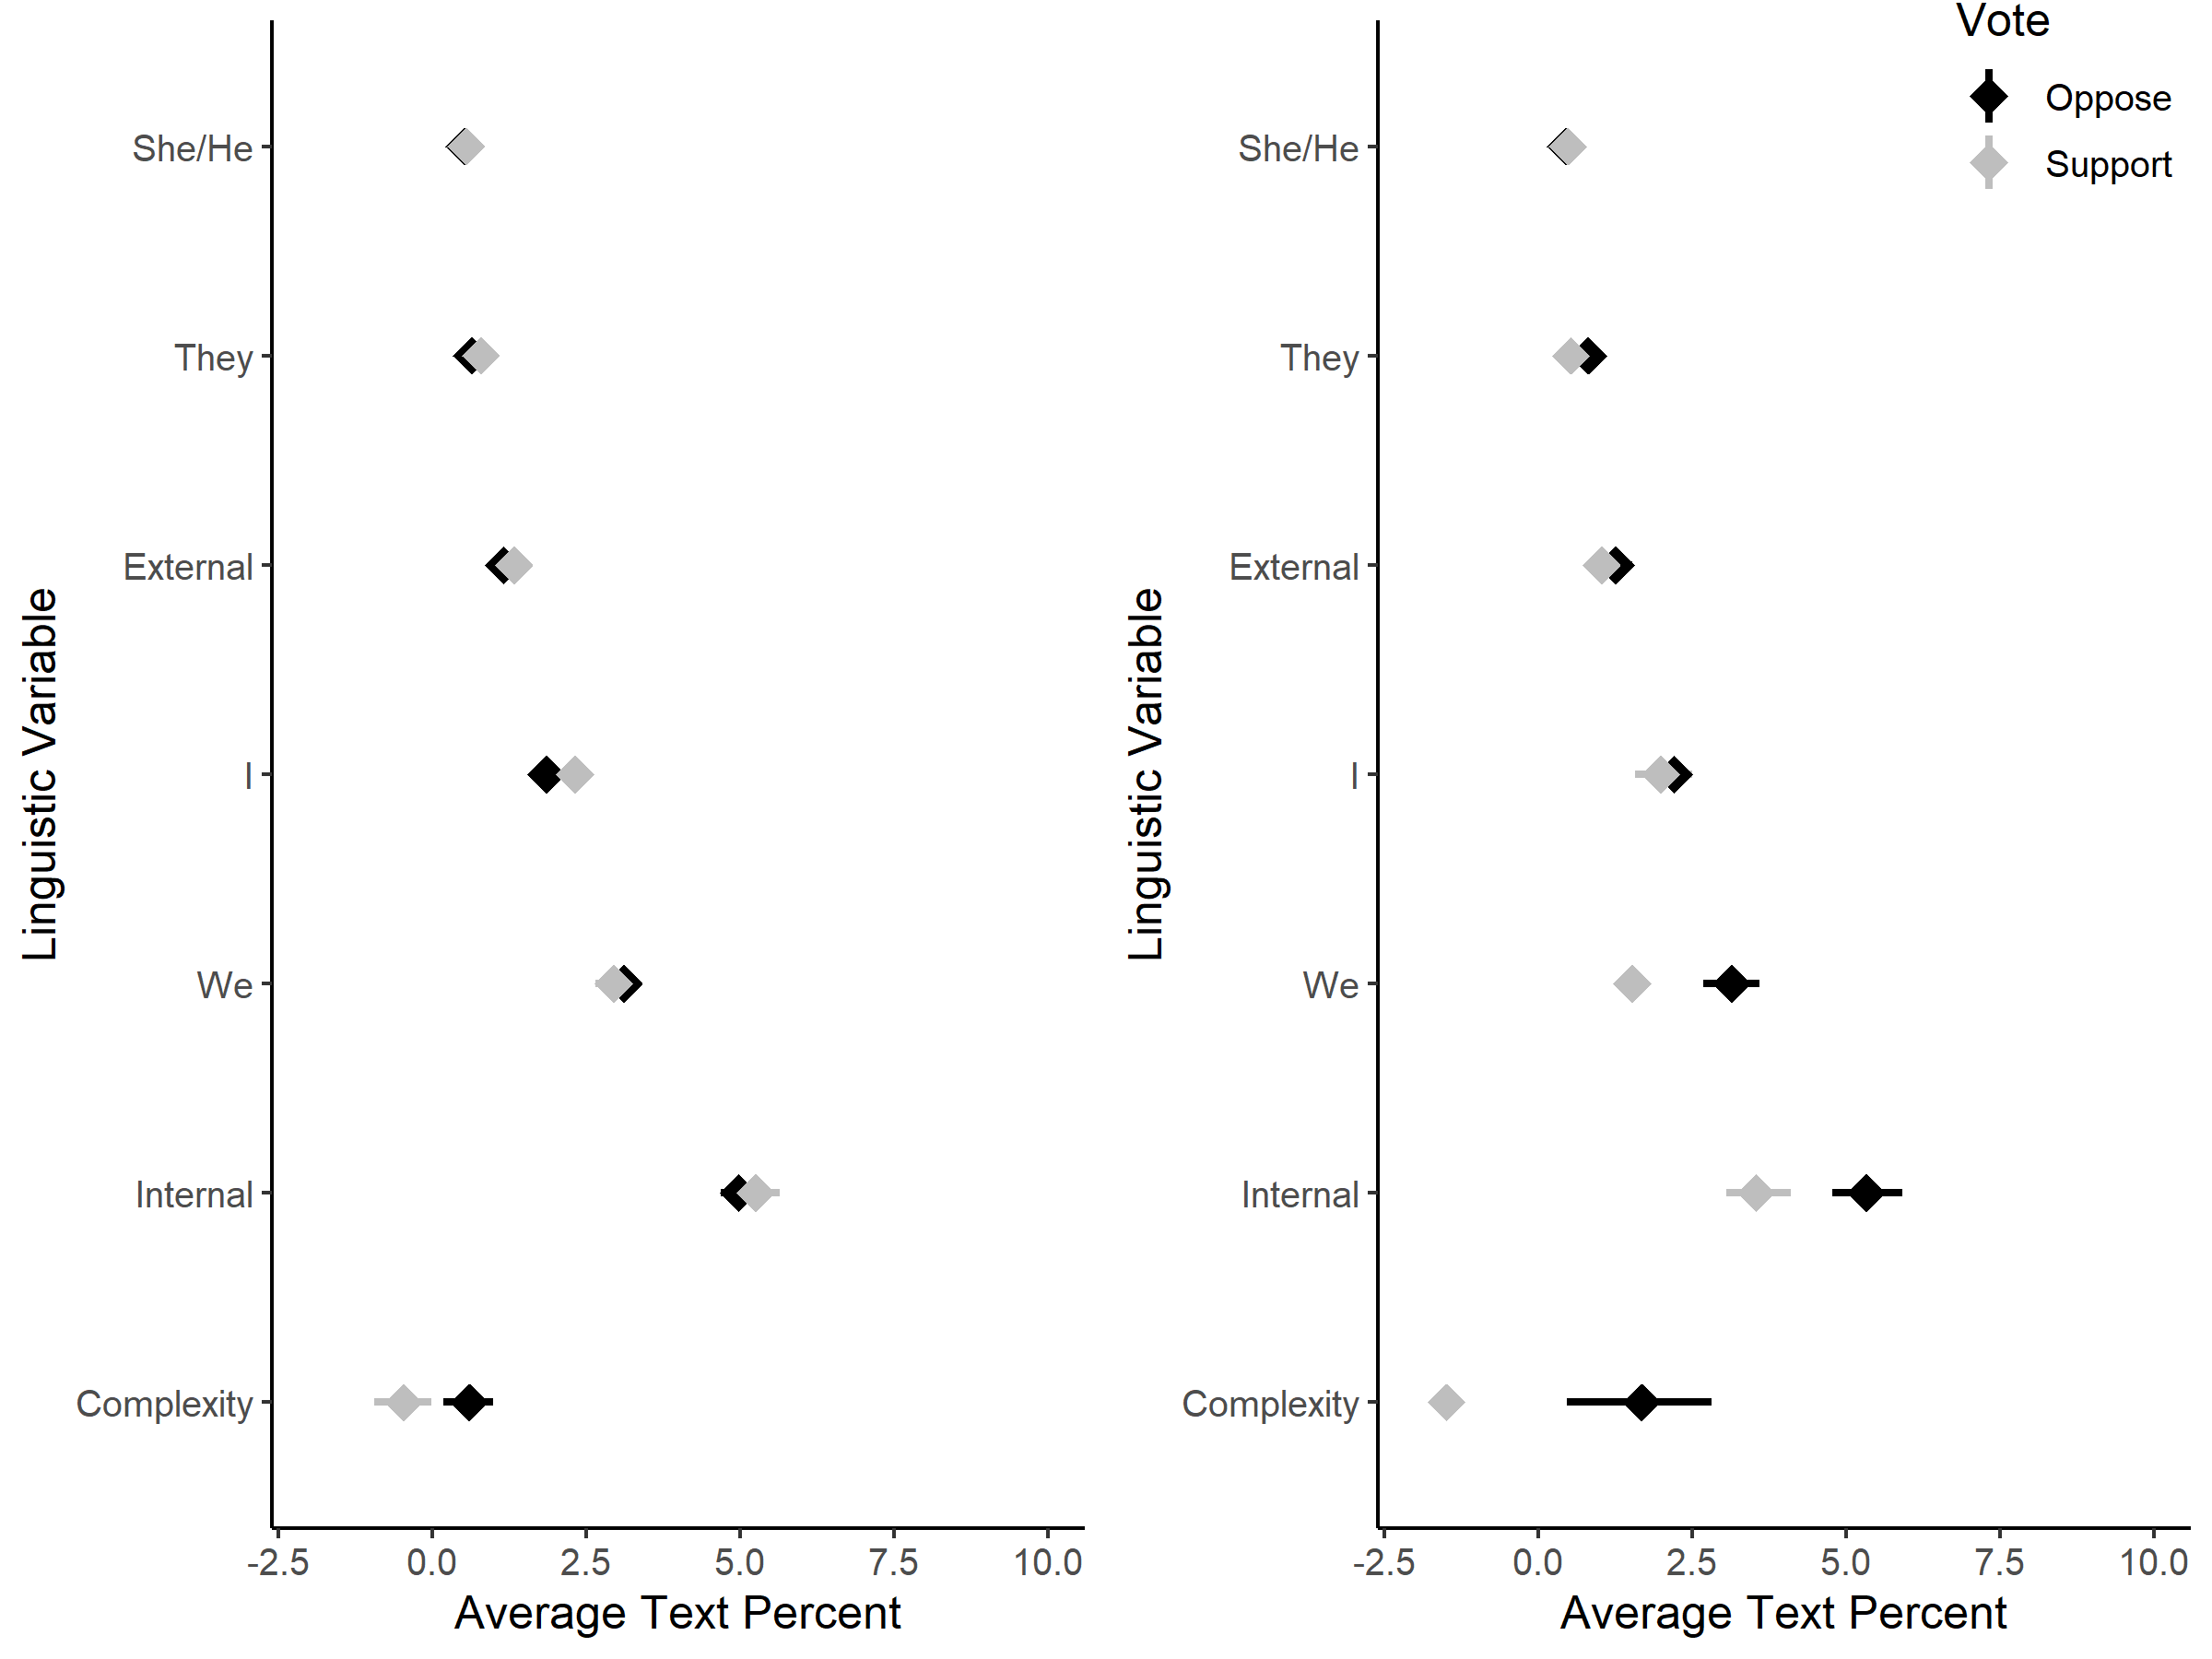 Linguistic Variable
She/He
They
External
I
We
Internal
Complexity
-2.5 0.0 2.5 5.0 7.5 10.0
Average Text Percent
Linguistic Variable
She/He
They
External
I
We
Internal
Complexity
-2.5 0.0 2.5 5.0 7.5 10.0
Average Text Percent
Vote
Oppose
Support